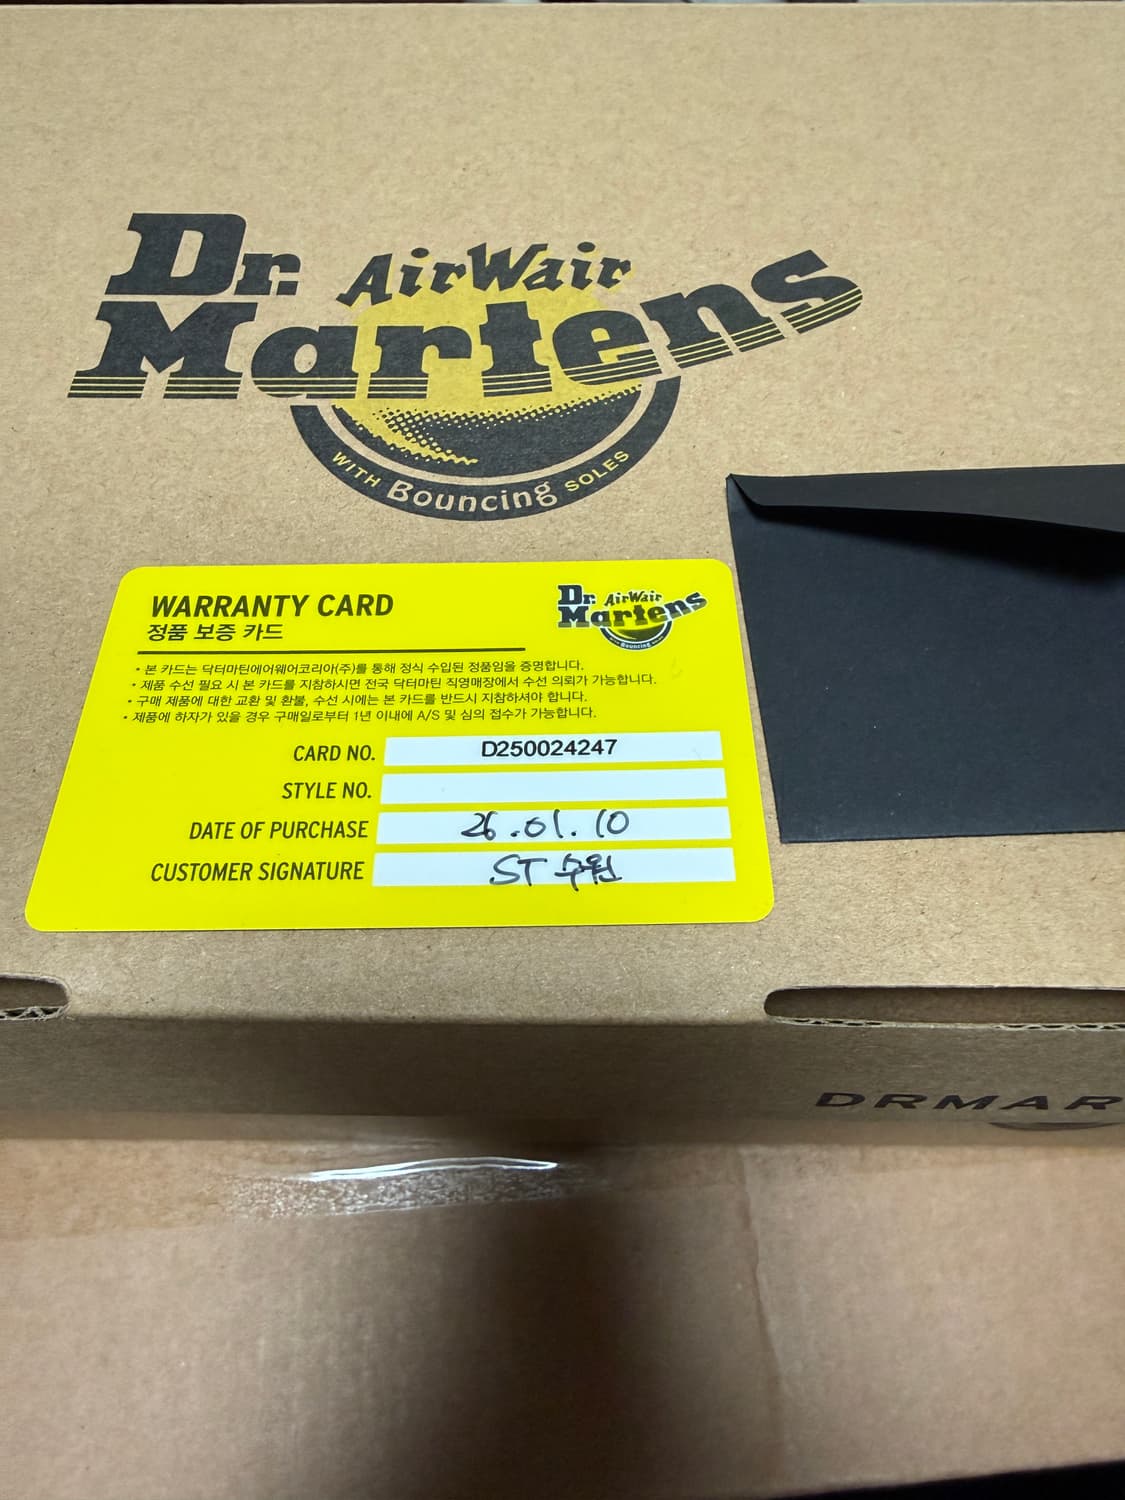 Dr. AirWair
Martens
WITH Bouncing SOLES
WARRANTY CARD
정품 보증 카드
Dr. AirWair
Martens
Bouncing
• 본 카드는 닥터마틴에어웨어코리아(주)를 통해 정식 수입된 정품임을 증명합니다.
• 제품 수선 필요 시 본 카드를 지참하시면 전국 닥터마틴 직영매장에서 수선 의뢰가 가능합니다.
• 구매 제품에 대한 교환 및 환불, 수선 시에는 본 카드를 반드시 지참하셔야 합니다.
• 제품에 하자가 있을 경우 구매일로부터 1년 이내에 A/S 및 심의 접수가 가능합니다.
CARD NO. D250024247
STYLE NO.
DATE OF PURCHASE 26.01.10
CUSTOMER SIGNATURE ST 수원
DRMAR